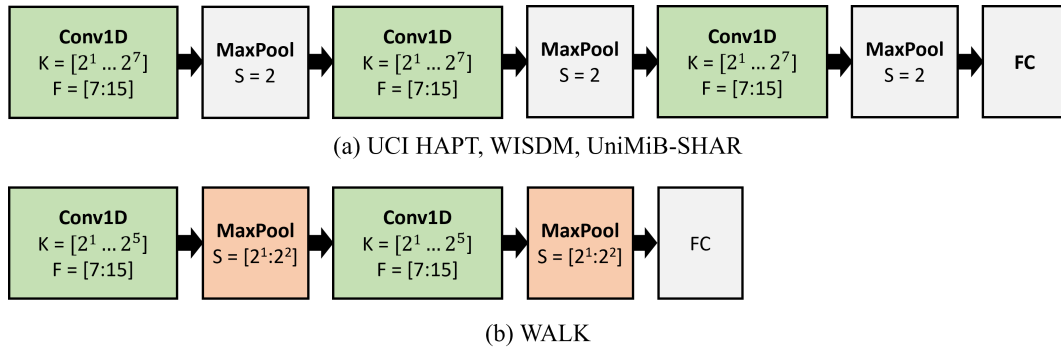 Conv1D
K = [2¹ … 2⁷]
F = [7:15]
MaxPool
S = 2
Conv1D
K = [2¹ … 2⁷]
F = [7:15]
MaxPool
S = 2
Conv1D
K = [2¹ … 2⁷]
F = [7:15]
MaxPool
S = 2
FC
(a) UCI HAPT, WISDM, UniMiB-SHAR
Conv1D
K = [2¹ … 2⁵]
F = [7:15]
MaxPool
S = [2¹:2²]
Conv1D
K = [2¹ … 2⁵]
F = [7:15]
MaxPool
S = [2¹:2²]
FC
(b) WALK